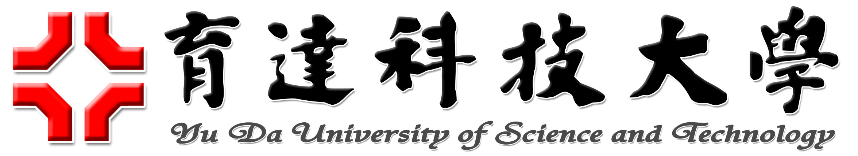 育達科技大學
Yu Da University of Science and Technology